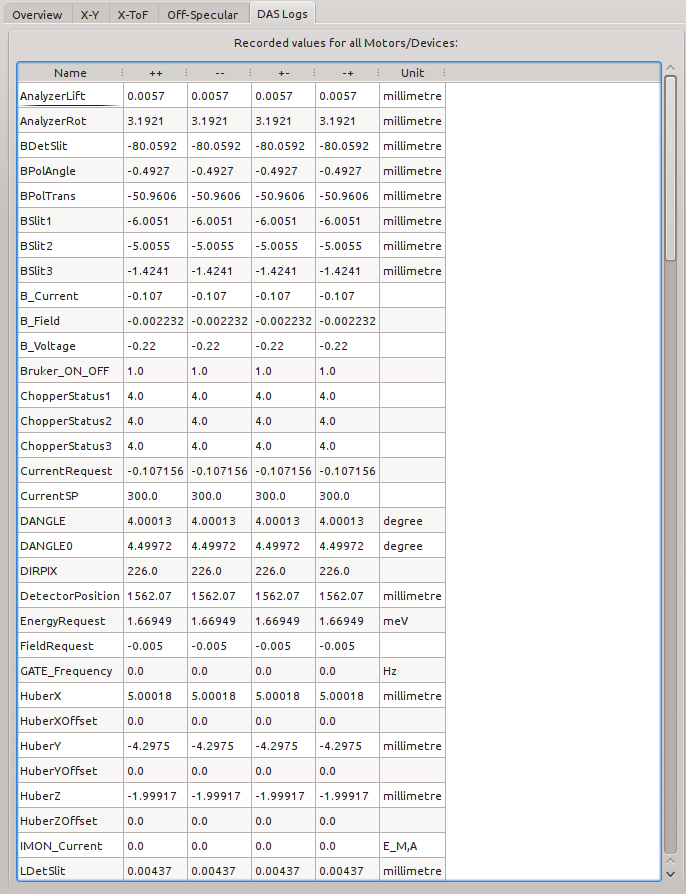 Overview X-Y X-ToF Off-Specular DAS Logs
Recorded values for all Motors/Devices:
Name ++ -- +- -+ Unit
AnalyzerLift 0.0057 0.0057 0.0057 0.0057 millimetre
AnalyzerRot 3.1921 3.1921 3.1921 3.1921 millimetre
BDetSlit -80.0592 -80.0592 -80.0592 -80.0592 millimetre
BPolAngle -0.4927 -0.4927 -0.4927 -0.4927 millimetre
BPolTrans -50.9606 -50.9606 -50.9606 -50.9606 millimetre
BSlit1 -6.0051 -6.0051 -6.0051 -6.0051 millimetre
BSlit2 -5.0055 -5.0055 -5.0055 -5.0055 millimetre
BSlit3 -1.4241 -1.4241 -1.4241 -1.4241 millimetre
B_Current -0.107 -0.107 -0.107 -0.107
B_Field -0.002232 -0.002232 -0.002232 -0.002232
B_Voltage -0.22 -0.22 -0.22 -0.22
Bruker_ON_OFF 1.0 1.0 1.0 1.0
ChopperStatus1 4.0 4.0 4.0 4.0
ChopperStatus2 4.0 4.0 4.0 4.0
ChopperStatus3 4.0 4.0 4.0 4.0
CurrentRequest -0.107156 -0.107156 -0.107156 -0.107156
CurrentSP 300.0 300.0 300.0 300.0
DANGLE 4.00013 4.00013 4.00013 4.00013 degree
DANGLE0 4.49972 4.49972 4.49972 4.49972 degree
DIRPIX 226.0 226.0 226.0 226.0
DetectorPosition 1562.07 1562.07 1562.07 1562.07 millimetre
EnergyRequest 1.66949 1.66949 1.66949 1.66949 meV
FieldRequest -0.005 -0.005 -0.005 -0.005
GATE_Frequency 0.0 0.0 0.0 0.0 Hz
HuberX 5.00018 5.00018 5.00018 5.00018 millimetre
HuberXOffset 0.0 0.0 0.0 0.0
HuberY -4.2975 -4.2975 -4.2975 -4.2975 millimetre
HuberYOffset 0.0 0.0 0.0 0.0
HuberZ -1.99917 -1.99917 -1.99917 -1.99917 millimetre
HuberZOffset 0.0 0.0 0.0 0.0
IMON_Current 0.0 0.0 0.0 0.0 E_M,A
LDetSlit 0.00437 0.00437 0.00437 0.00437 millimetre